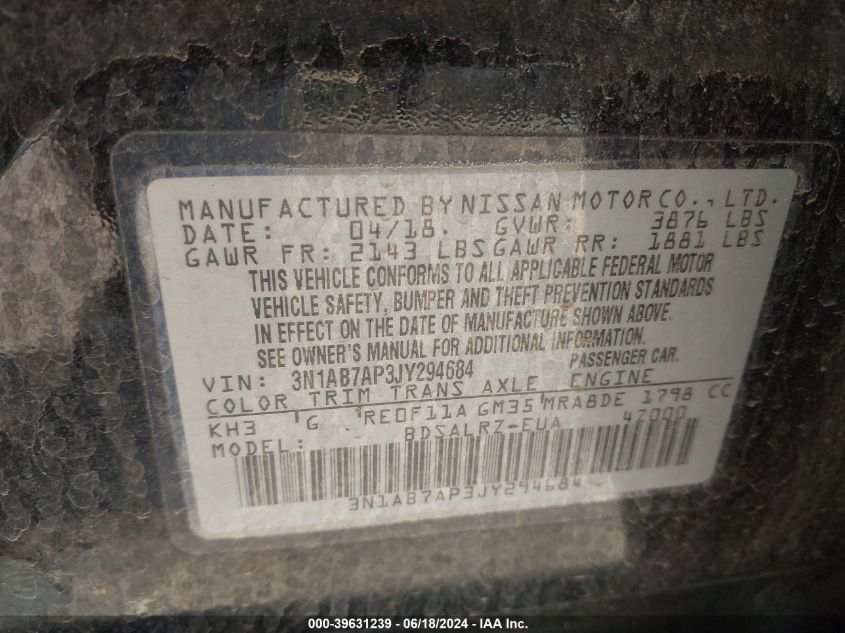 MANUFACTURED BY NISSAN MOTOR CO., LTD.
DATE: 04/18. GVWR: 3876 LBS
GAWR FR: 2143 LBS GAWR RR: 1881 LBS
THIS VEHICLE CONFORMS TO ALL APPLICABLE FEDERAL MOTOR
VEHICLE SAFETY, BUMPER AND THEFT PREVENTION STANDARDS
IN EFFECT ON THE DATE OF MANUFACTURE SHOWN ABOVE.
SEE OWNER'S MANUAL FOR ADDITIONAL INFORMATION.
VIN: 3N1AB7AP3JY294684 PASSENGER CAR.
COLOR TRIM TRANS AXLE ENGINE
KH3 G RE0F11A GM35 MRA8DE 1798 CC
MODEL: BDSALRZ-EUA 47000
3N1AB7AP3JY294684
000-39631239 - 06/18/2024 - IAA Inc.